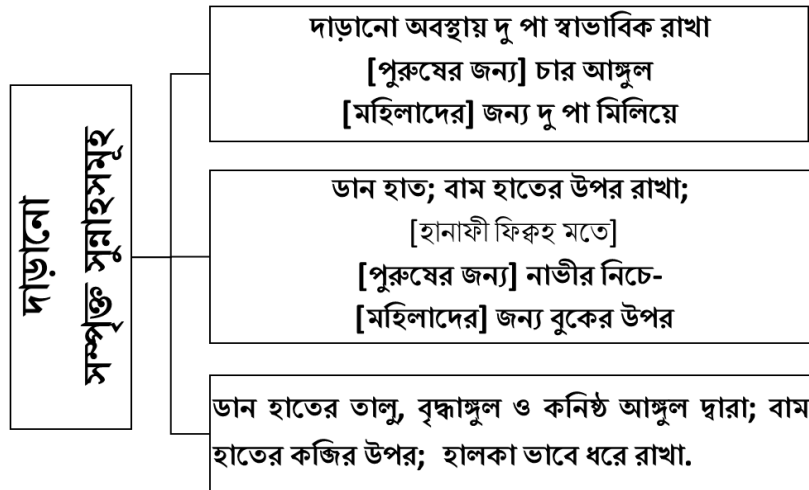 দাড়ানো
সম্পৃক্ত সুন্নাহসমূহ
দাড়ানো অবস্থায় দু পা স্বাভাবিক রাখা
[পুরুষের জন্য] চার আঙ্গুল
[মহিলাদের] জন্য দু পা মিলিয়ে
ডান হাত; বাম হাতের উপর রাখা;
[হানাফী ফিক্বহ মতে]
[পুরুষের জন্য] নাভীর নিচে-
[মহিলাদের] জন্য বুকের উপর
ডান হাতের তালু, বৃদ্ধাঙ্গুল ও কনিষ্ঠ আঙ্গুল দ্বারা; বাম
হাতের কব্জির উপর; হালকা ভাবে ধরে রাখা.